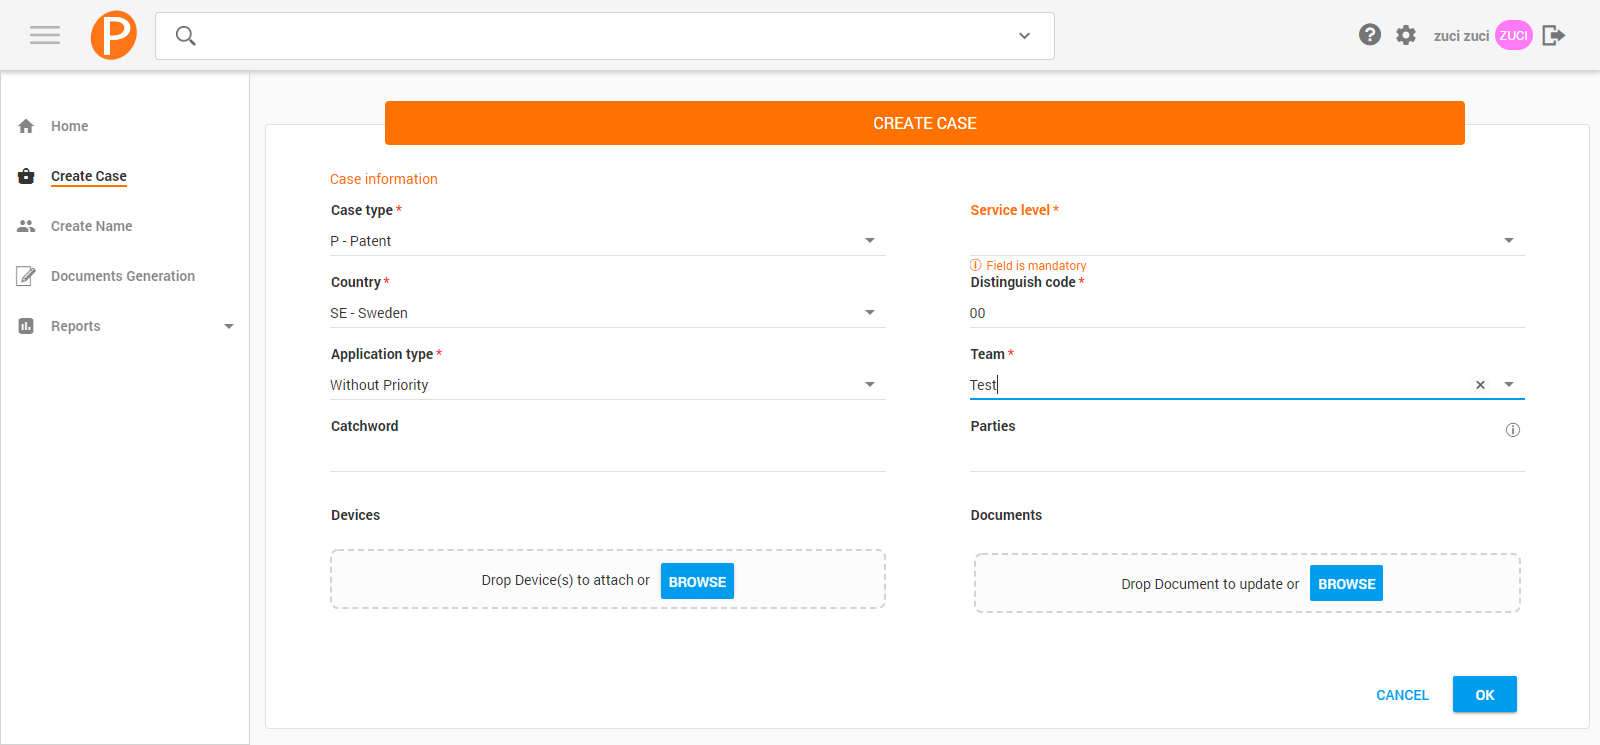 P
zuci zuci ZUCI
Home
Create Case
Create Name
Documents Generation
Reports
CREATE CASE
Case information
Case type *
P - Patent
Service level *
Field is mandatory
Country *
SE - Sweden
Distinguish code *
00
Application type *
Without Priority
Team *
Test
Catchword
Parties
Devices
Drop Device(s) to attach or BROWSE
Documents
Drop Document to update or BROWSE
CANCEL OK